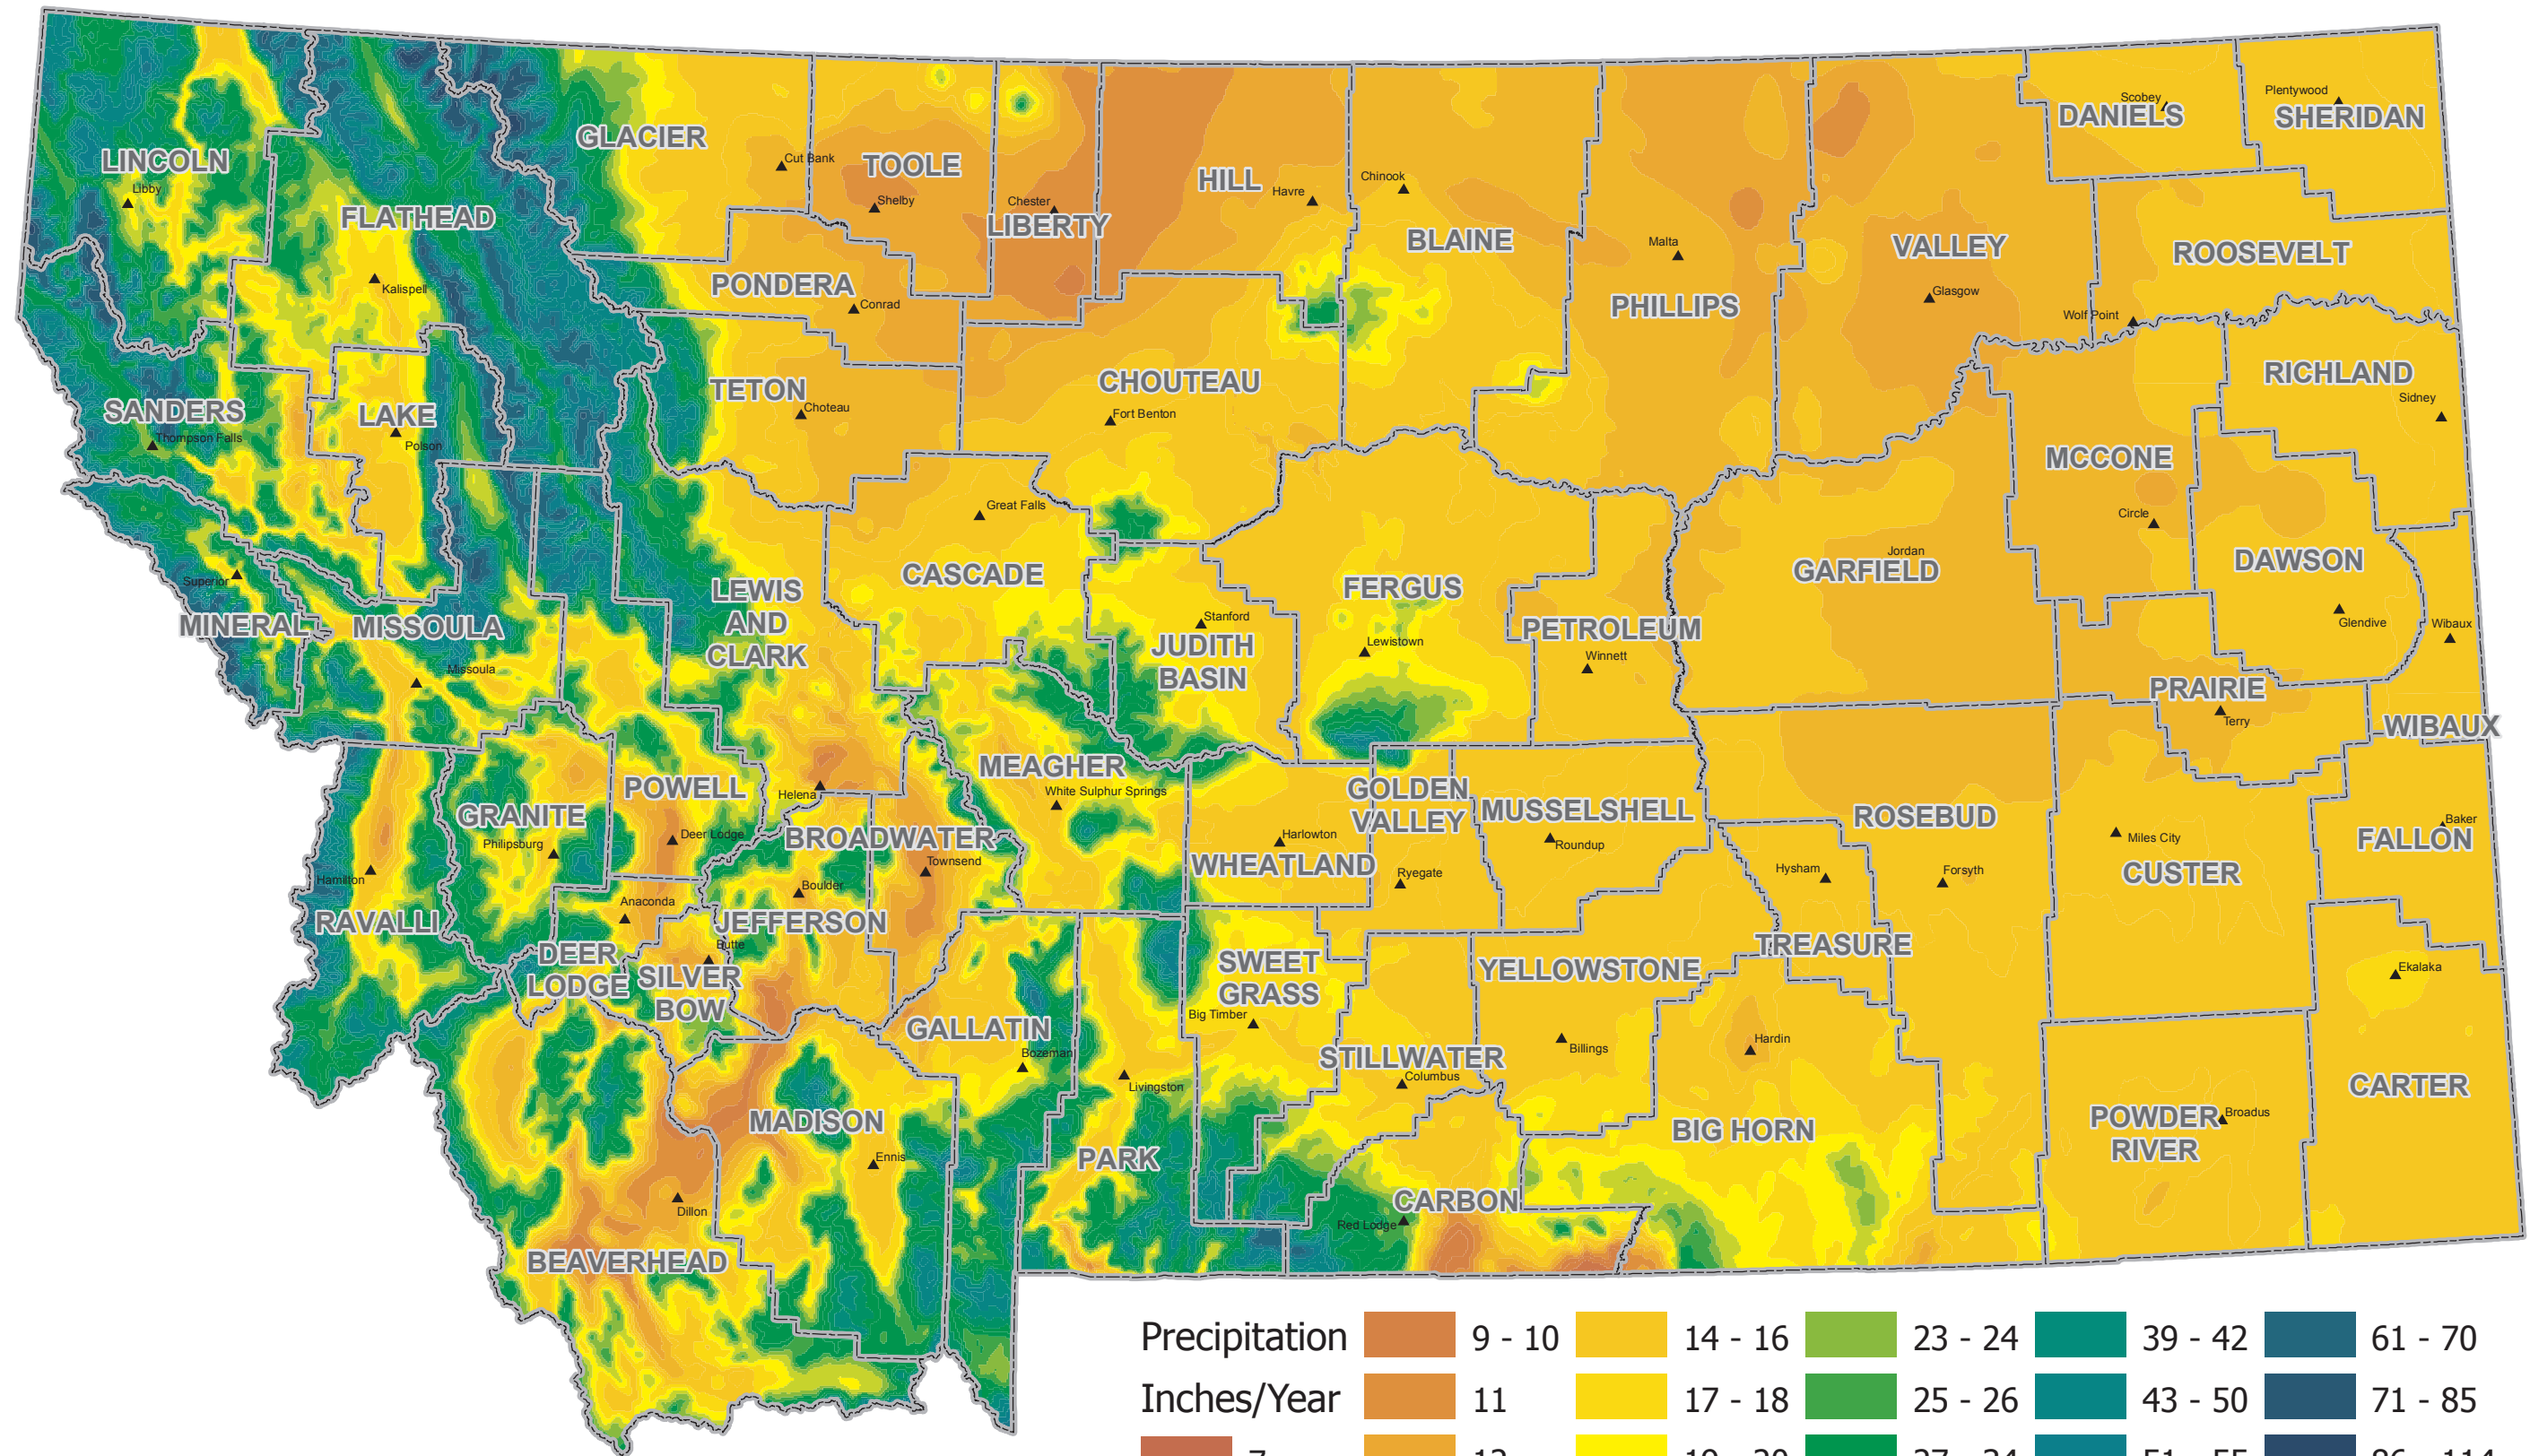 LINCOLN
Libby
FLATHEAD
Kalispell
GLACIER
Cut Bank
TOOLE
Shelby
LIBERTY
Chester
HILL
Havre
BLAINE
Chinook
PHILLIPS
Malta
VALLEY
Glasgow
DANIELS
Scobey
SHERIDAN
Plentywood
ROOSEVELT
Wolf Point
PONDERA
Conrad
TETON
Choteau
CHOUTEAU
Fort Benton
RICHLAND
Sidney
SANDERS
Thompson Falls
LAKE
Polson
MCCONE
Circle
DAWSON
Glendive
GARFIELD
Jordan
CASCADE
Great Falls
LEWIS
AND
CLARK
Helena
MINERAL
Superior
MISSOULA
Missoula
JUDITH
BASIN
Stanford
FERGUS
Lewistown
PETROLEUM
Winnett
PRAIRIE
Terry
WIBAUX
Wibaux
MEAGHER
White Sulphur Springs
POWELL
Deer Lodge
GRANITE
Philipsburg
BROADWATER
Townsend
GOLDEN
VALLEY
Ryegate
MUSSELSHELL
Roundup
WHEATLAND
Harlowton
ROSEBUD
Forsyth
CUSTER
Miles City
FALLON
Baker
TREASURE
Hysham
RAVALLI
Hamilton
DEER
LODGE
Anaconda
SILVER
BOW
Butte
JEFFERSON
Boulder
GALLATIN
Bozeman
SWEET
GRASS
Big Timber
STILLWATER
Columbus
YELLOWSTONE
Billings
BIG HORN
Hardin
CARTER
Ekalaka
POWDER
RIVER
Broadus
MADISON
Ennis
PARK
Livingston
CARBON
Red Lodge
BEAVERHEAD
Dillon
Precipitation
Inches/Year
9 - 10
11
14 - 16
17 - 18
23 - 24
25 - 26
39 - 42
43 - 50
61 - 70
71 - 85